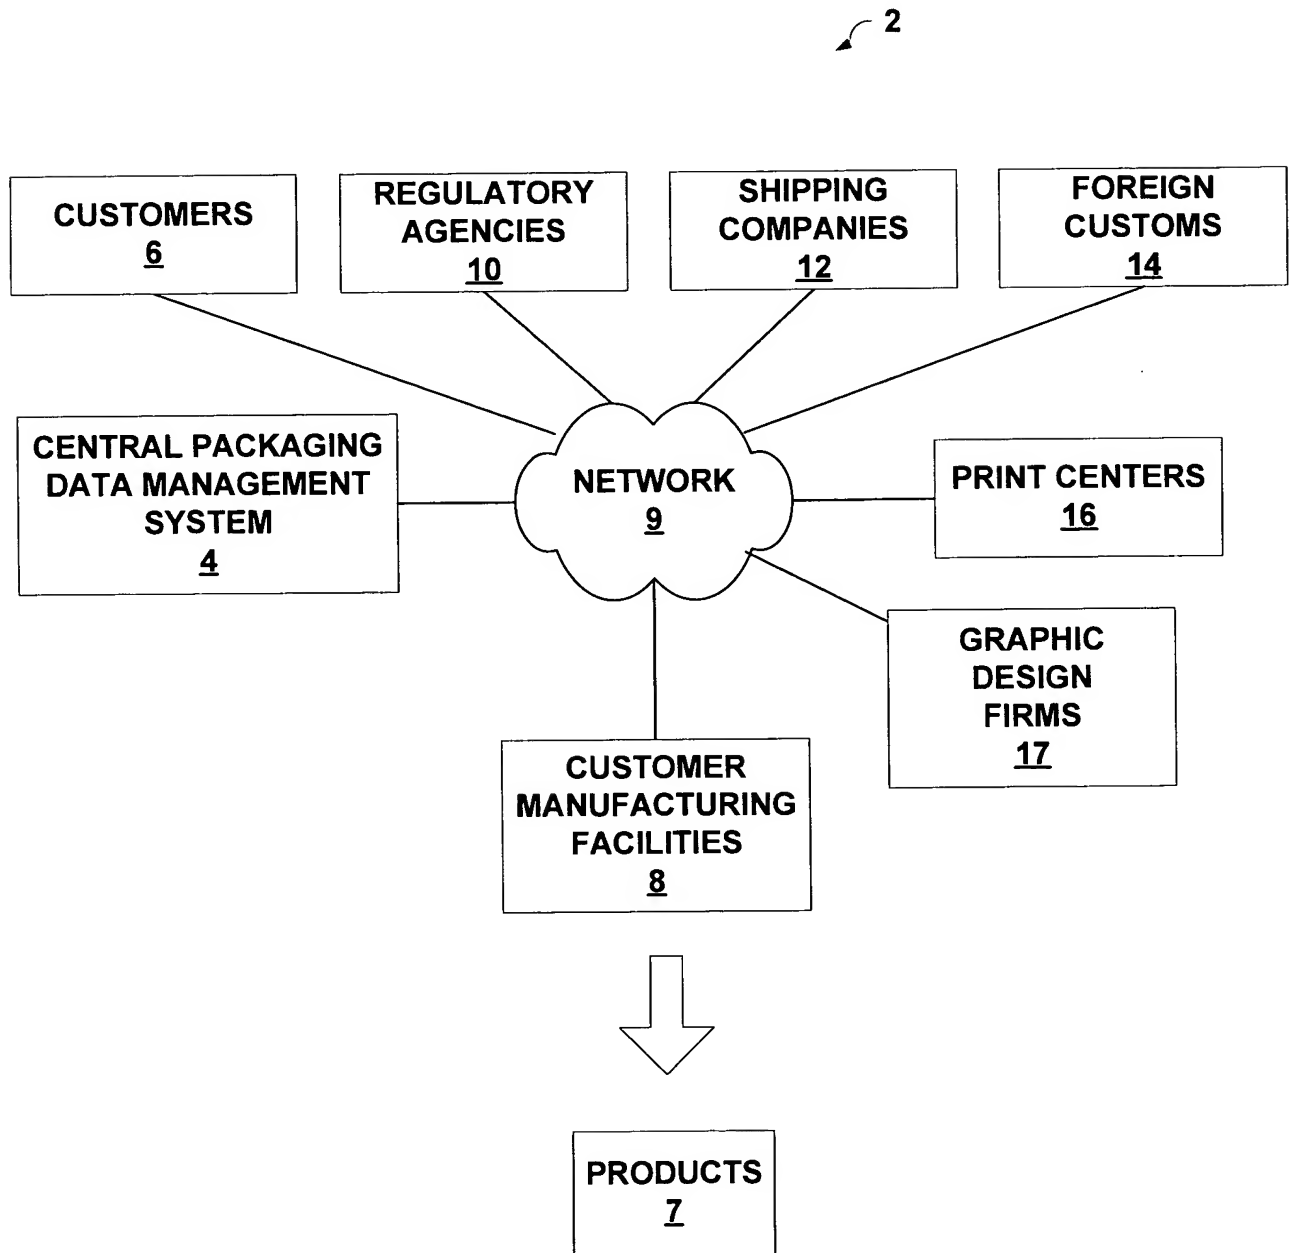 2
CUSTOMERS
6
REGULATORY
AGENCIES
10
SHIPPING
COMPANIES
12
FOREIGN
CUSTOMS
14
CENTRAL PACKAGING
DATA MANAGEMENT
SYSTEM
4
NETWORK
9
PRINT CENTERS
16
GRAPHIC
DESIGN
FIRMS
17
CUSTOMER
MANUFACTURING
FACILITIES
8
PRODUCTS
7